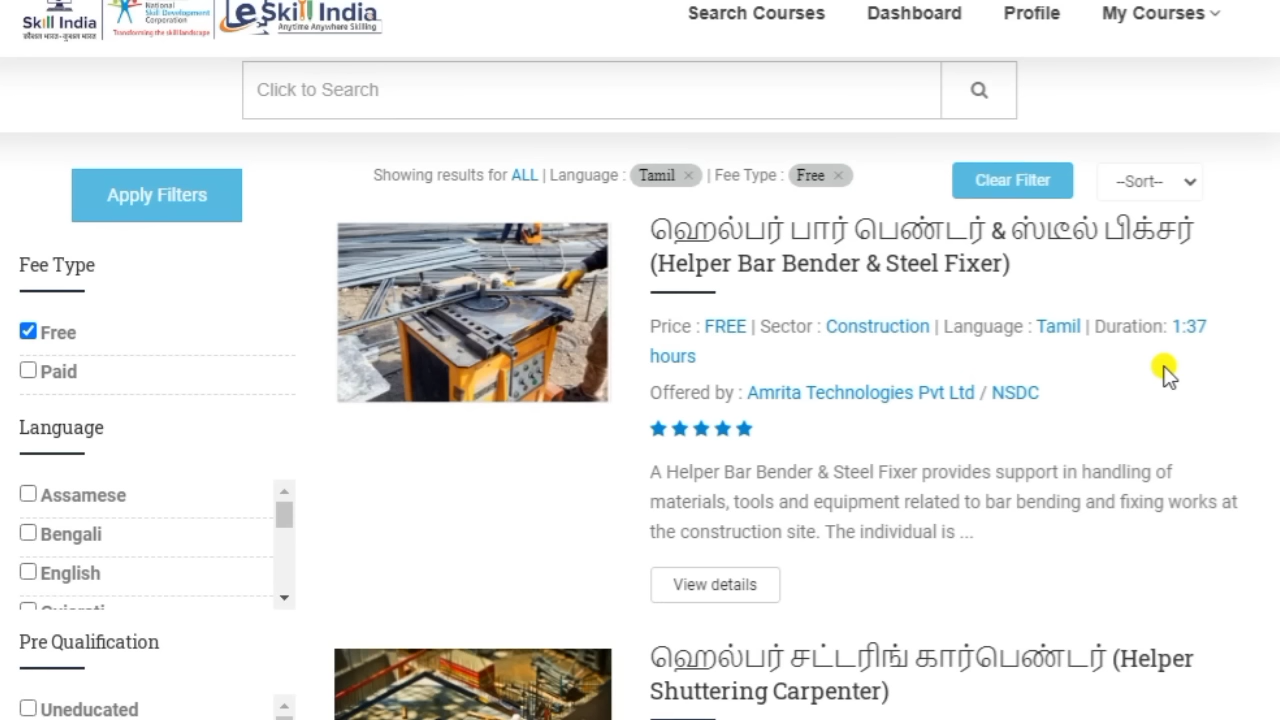 Skill India
कौशल भारत-कुशल भारत
National
Skill Development
Corporation
Transforming the skill landscape
eSkill India
Anytime Anywhere Skilling
Search Courses Dashboard Profile My Courses
Click to Search
Apply Filters
Showing results for ALL | Language : Tamil × | Fee Type : Free ×
Clear Filter
--Sort--
Fee Type
Free
Paid
Language
Assamese
Bengali
English
Gujarati
Pre Qualification
Uneducated
ஹெல்பர் பார் பெண்டர் & ஸ்டீல் பிக்சர்
(Helper Bar Bender & Steel Fixer)
Price : FREE | Sector : Construction | Language : Tamil | Duration: 1:37
hours
Offered by : Amrita Technologies Pvt Ltd / NSDC
A Helper Bar Bender & Steel Fixer provides support in handling of
materials, tools and equipment related to bar bending and fixing works at
the construction site. The individual is ...
View details
ஹெல்பர் சட்டரிங் கார்பெண்டர் (Helper
Shuttering Carpenter)